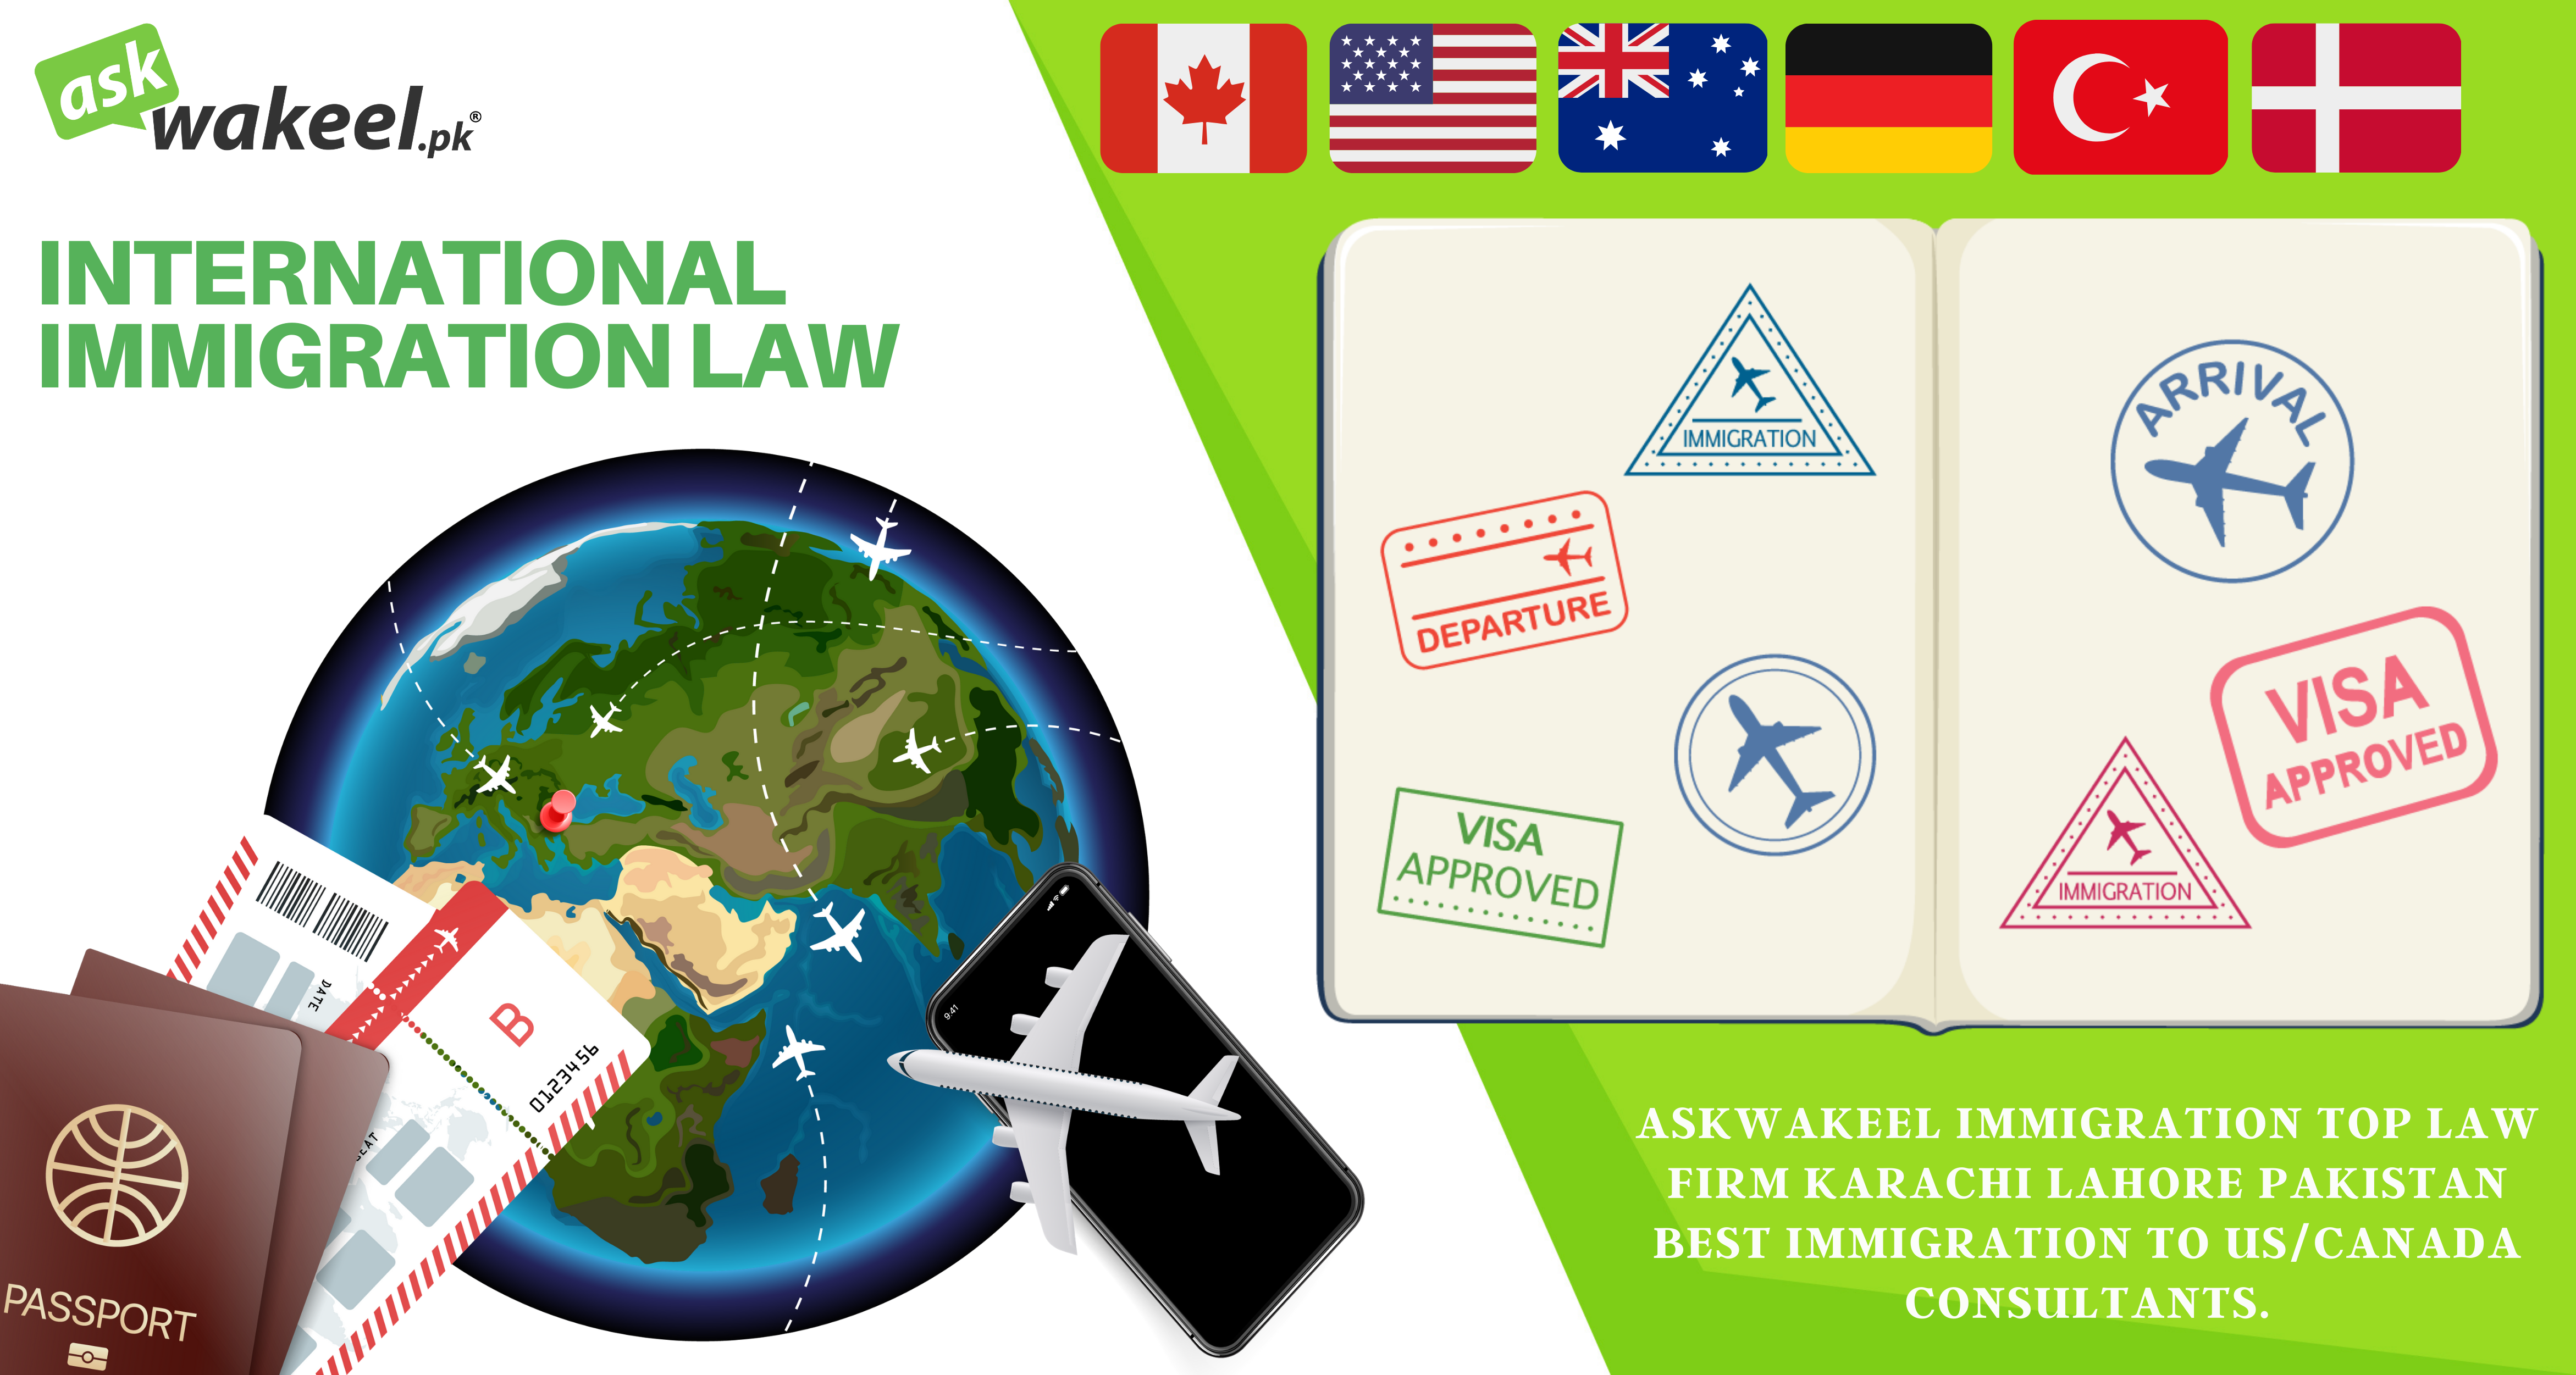 ask
wakeel.pk®
INTERNATIONAL
IMMIGRATION LAW
IMMIGRATION
ARRIVAL
DEPARTURE
VISA
APPROVED
VISA
APPROVED
IMMIGRATION
DATE
B
0123456
9:41
PASSPORT
ASKWAKEEL IMMIGRATION TOP LAW
FIRM KARACHI LAHORE PAKISTAN
BEST IMMIGRATION TO US/CANADA
CONSULTANTS.